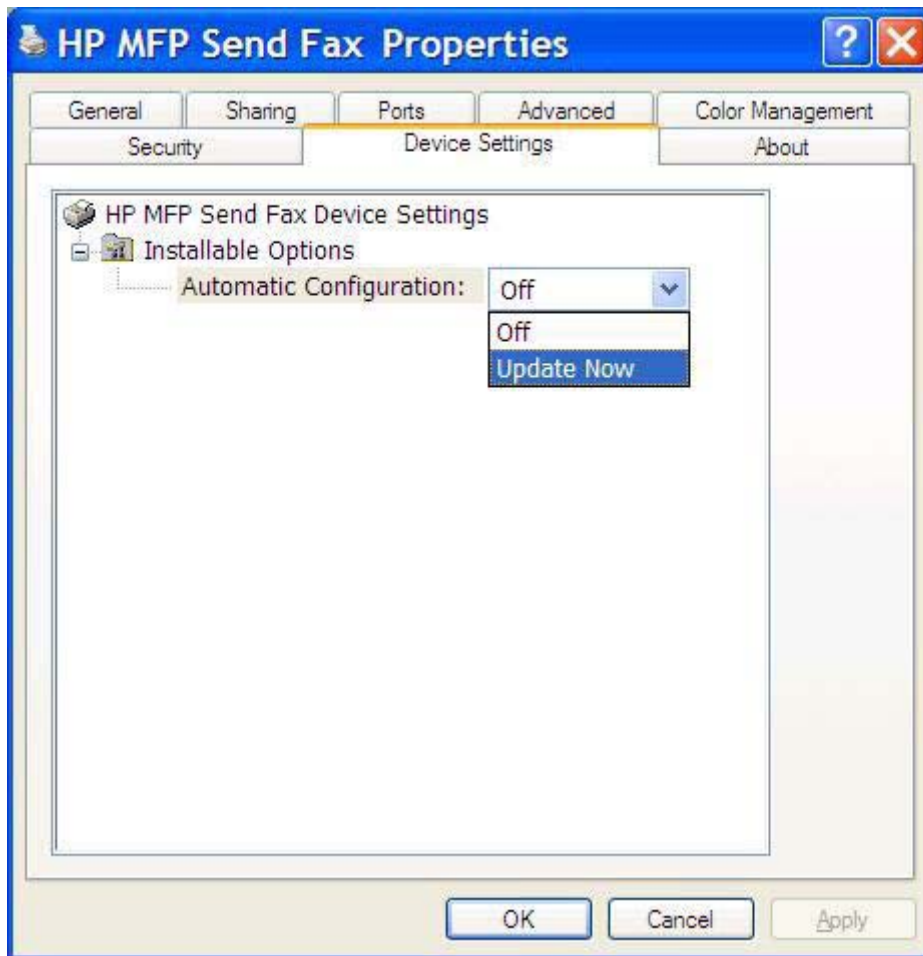 HP MFP Send Fax Properties ?
General Sharing Ports Advanced Color Management
Security Device Settings About
HP MFP Send Fax Device Settings
Installable Options
Automatic Configuration: Off
Off
Update Now
OK Cancel Apply